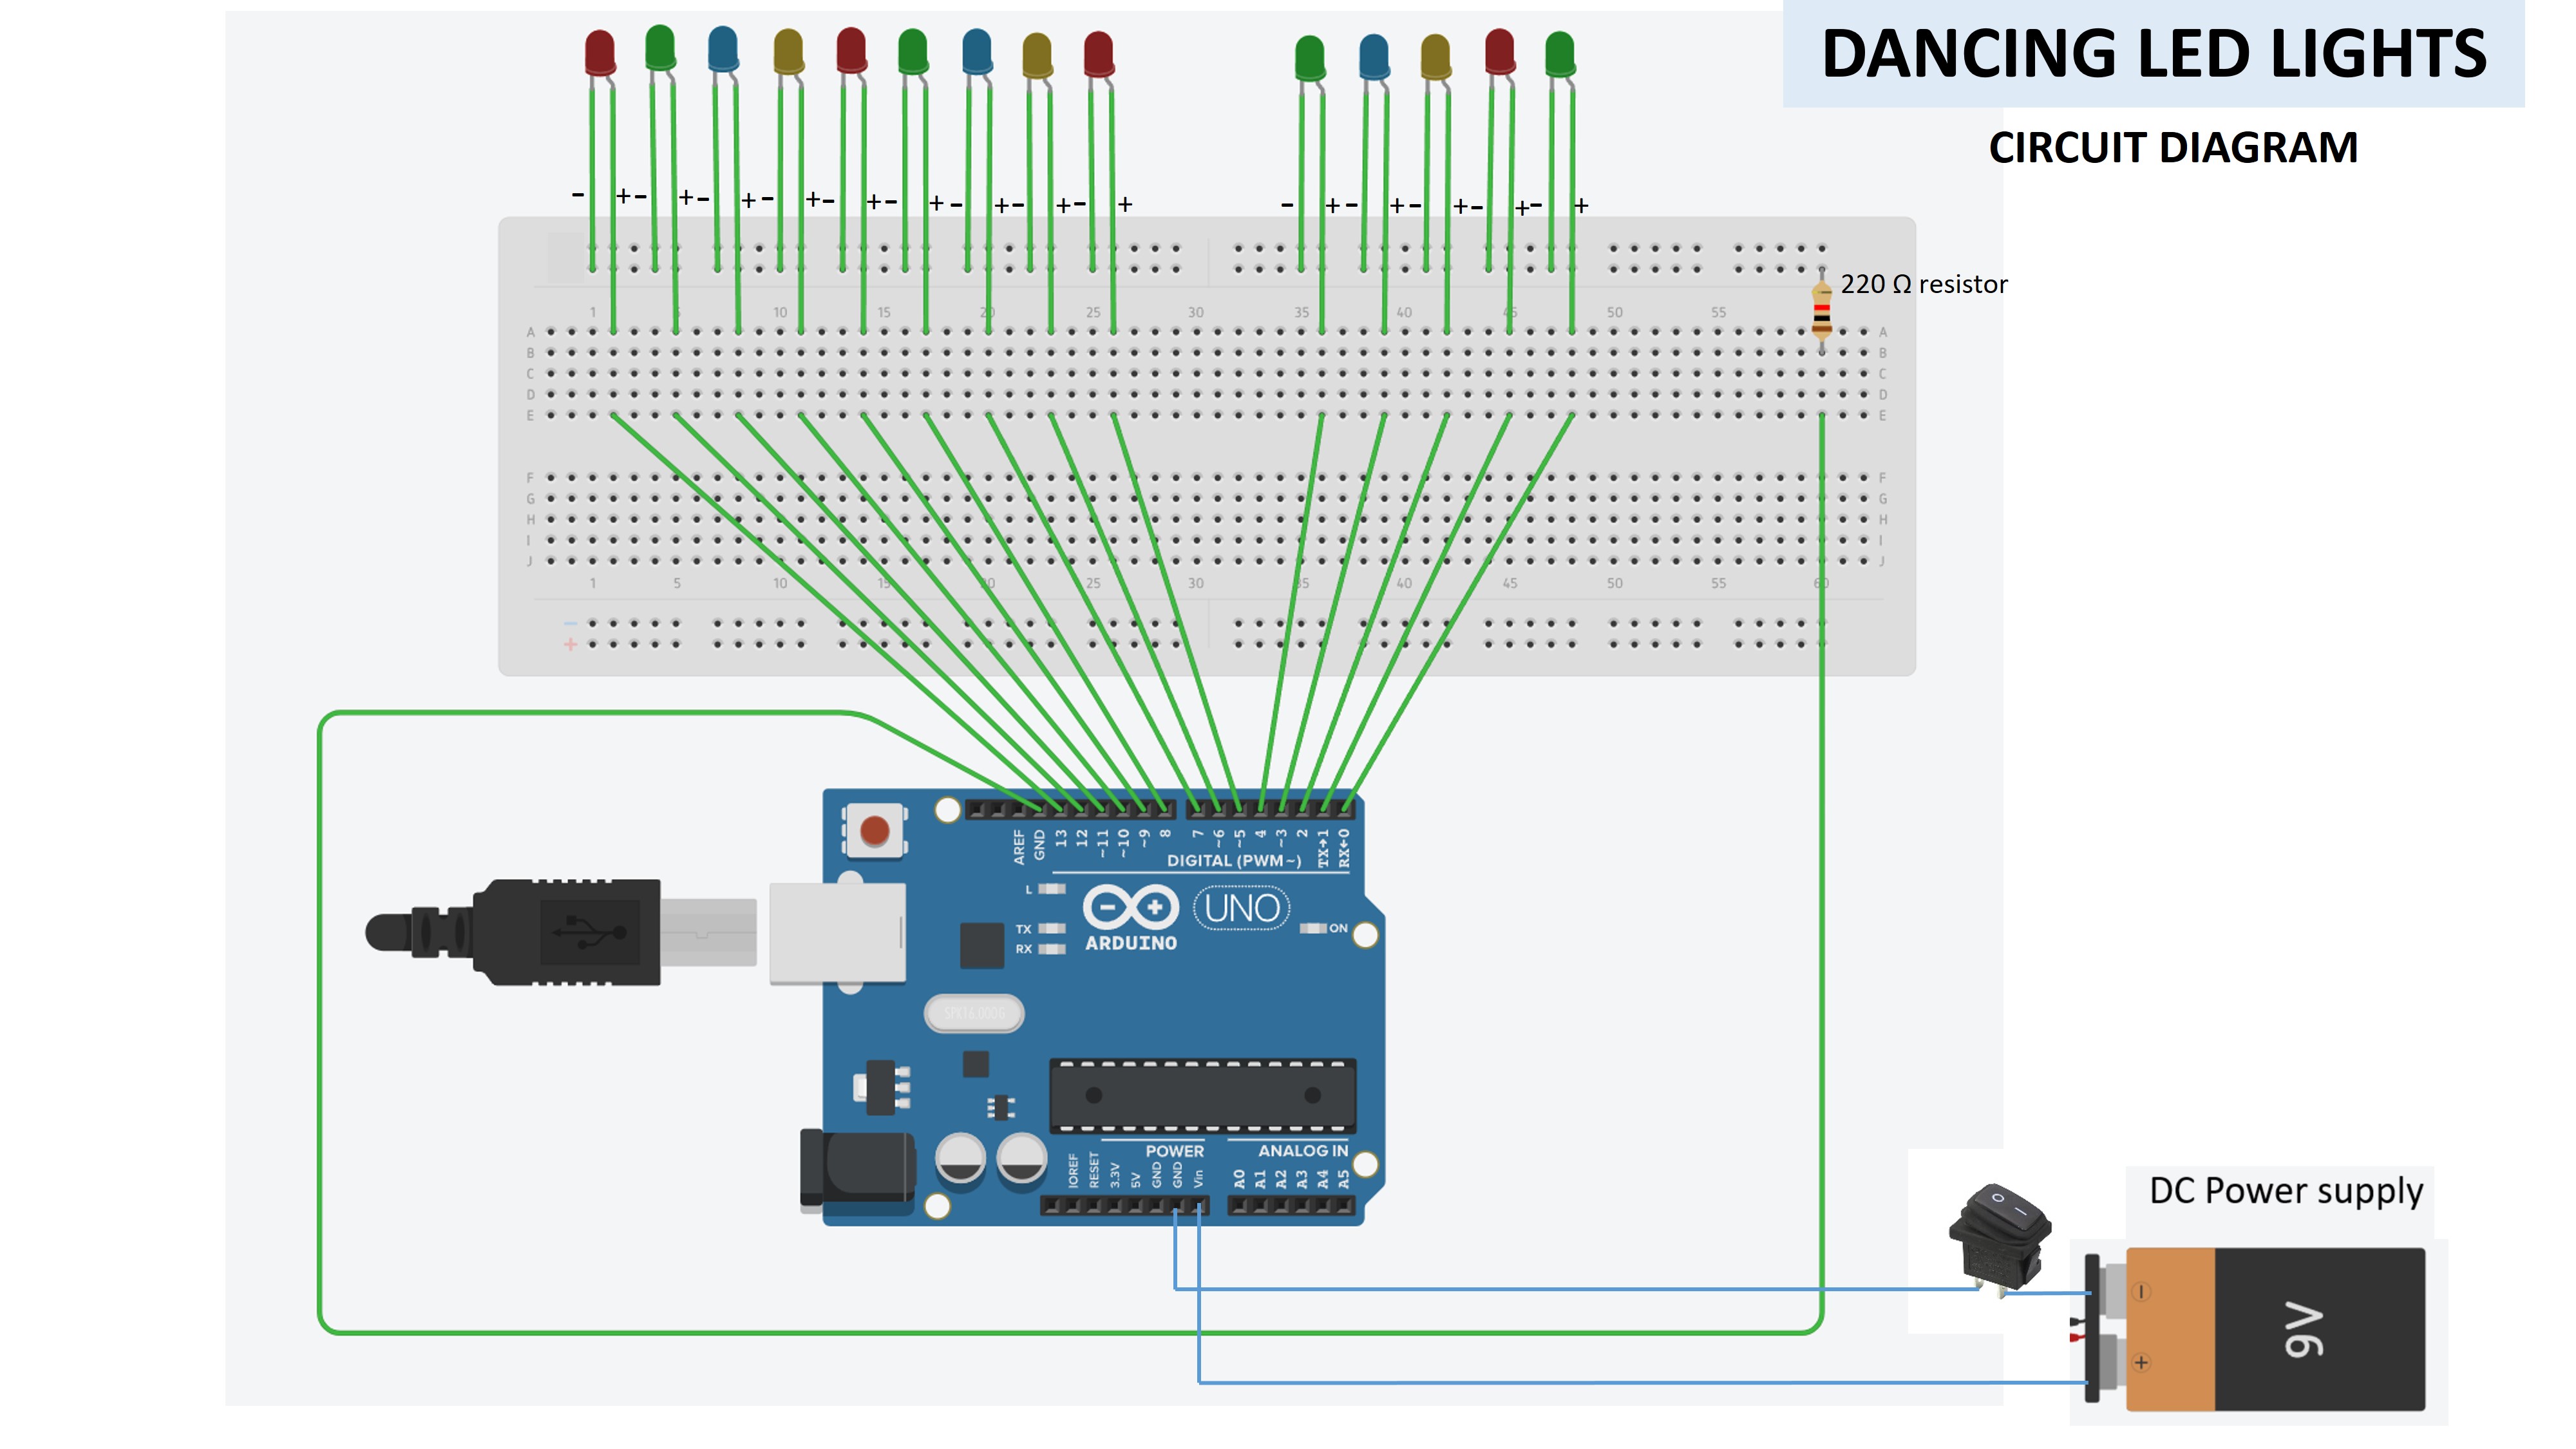 DANCING LED LIGHTS
CIRCUIT DIAGRAM
- + - + - + - + - + - + - + - + - + - + - + - + - + - +
220 Ω resistor
1 5 10 15 20 25 30 35 40 45 50 55
A A
B B
C C
D D
E E
F F
G G
H H
I I
J J
1 5 10 15 20 25 30 35 40 45 50 55 60
−
+
AREF GND 13 12 ~11 ~10 ~9 8 7 ~6 ~5 4 ~3 2 TX→1 RX←0
DIGITAL (PWM ~)
L
TX
RX
UNO
ON
ARDUINO
SPK16.000G
POWER
ANALOG IN
IOREF RESET 3.3V 5V GND GND Vin A0 A1 A2 A3 A4 A5
DC Power supply
9V